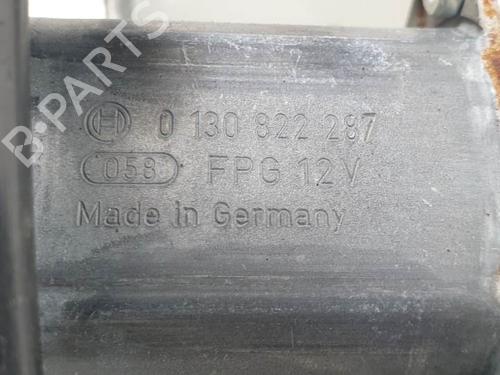 0 130 822 287
058 FPG 12V
Made in Germany
B-PARTS